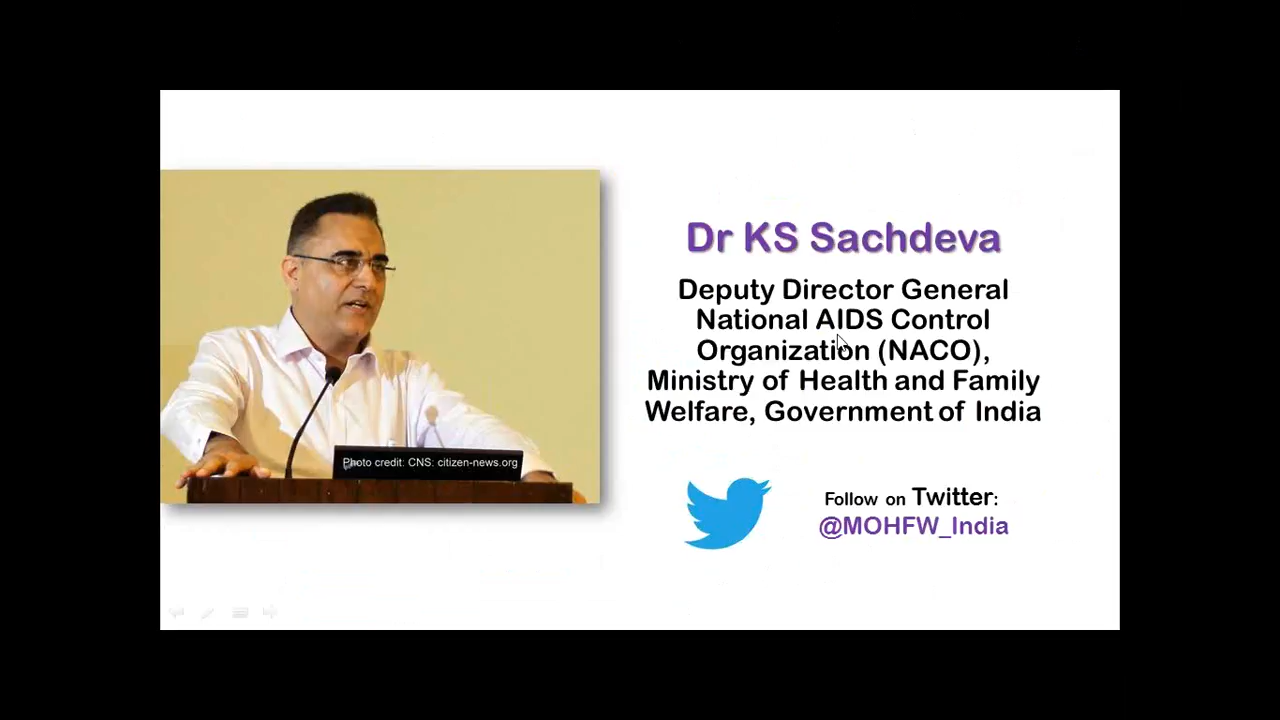 Dr KS Sachdeva
Deputy Director General
National AIDS Control
Organization (NACO),
Ministry of Health and Family
Welfare, Government of India
Photo credit: CNS: citizen-news.org
Follow on Twitter:
@MOHFW_India